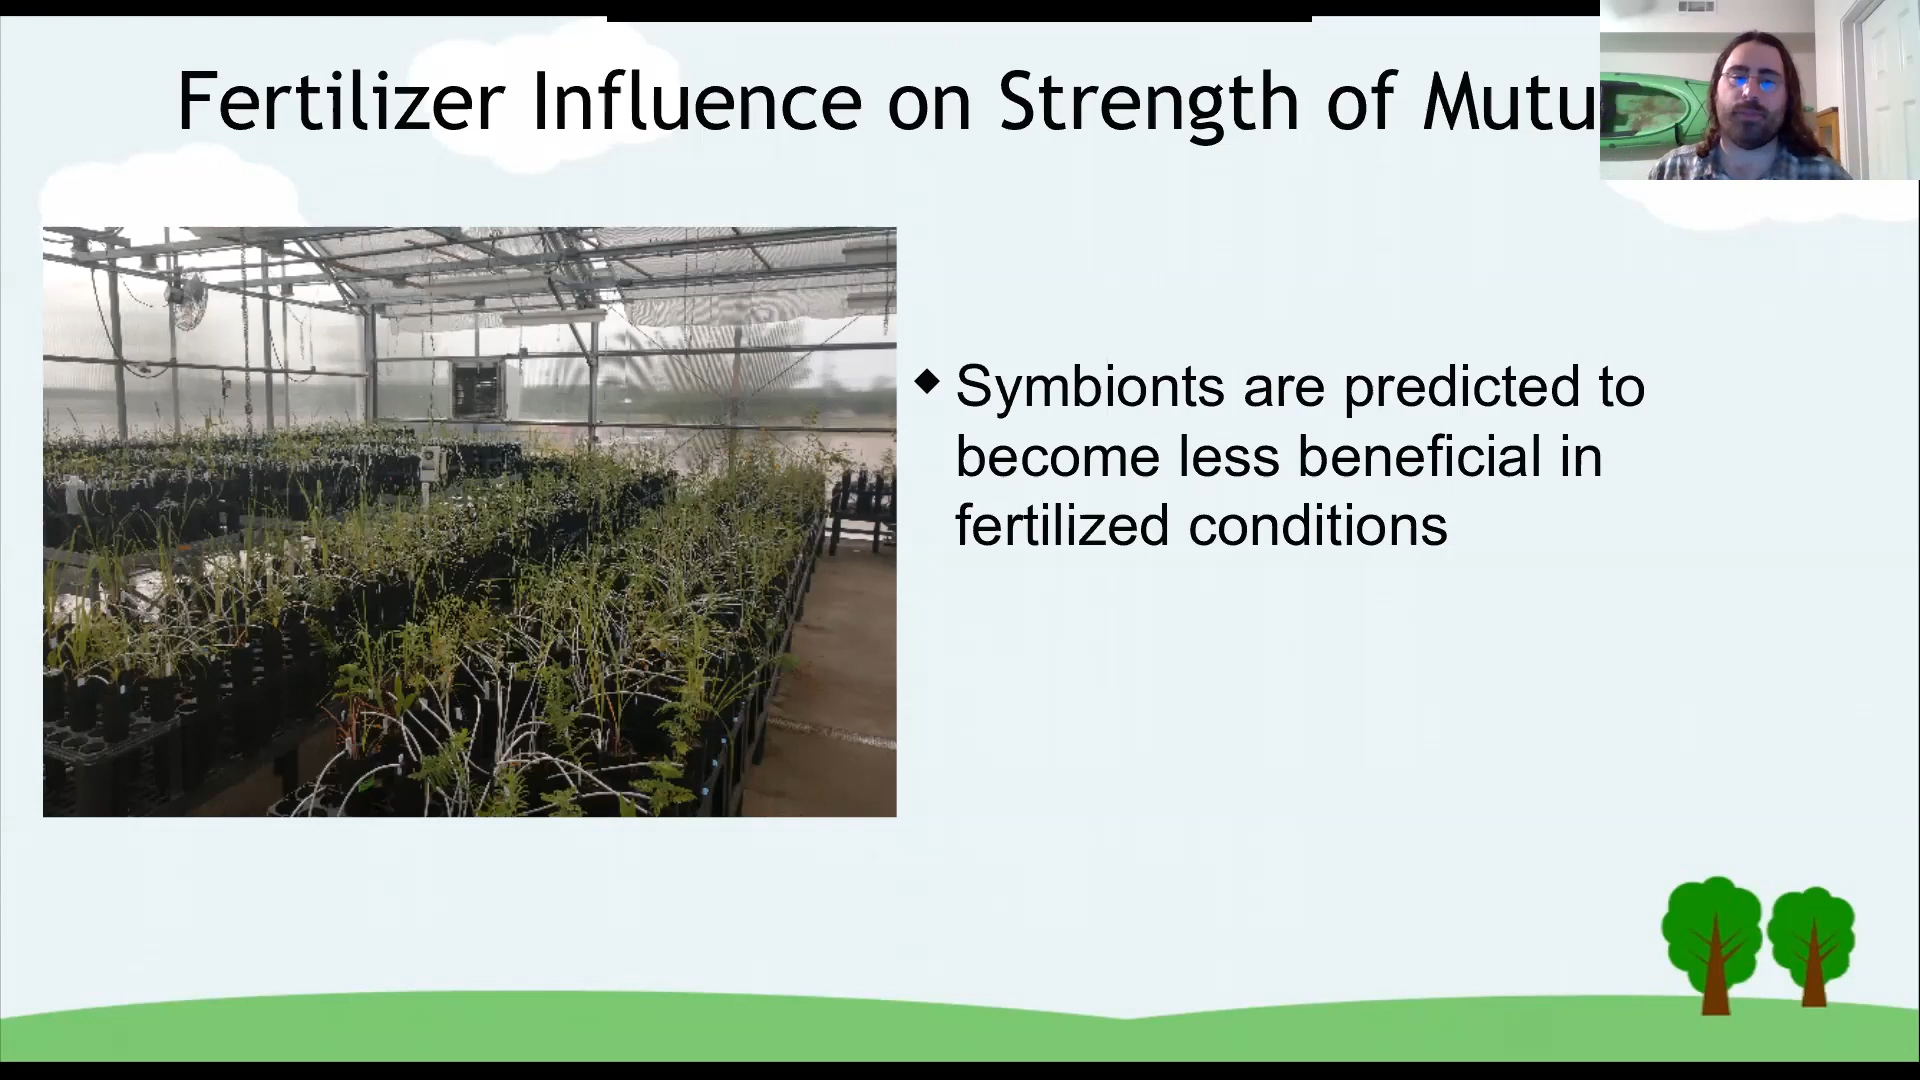 Fertilizer Influence on Strength of Mutu
◆ Symbionts are predicted to
become less beneficial in
fertilized conditions